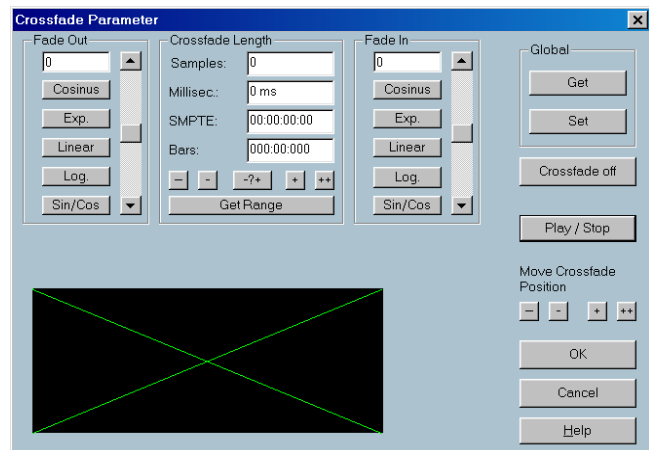 Crossfade Parameter
Fade Out
0
Cosinus
Exp.
Linear
Log.
Sin/Cos
Crossfade Length
Samples: 0
Millisec.: 0 ms
SMPTE: 00:00:00:00
Bars: 000:00:000
-- - -?+ + ++
Get Range
Fade In
0
Cosinus
Exp.
Linear
Log.
Sin/Cos
Global
Get
Set
Crossfade off
Play / Stop
Move Crossfade
Position
-- - + ++
OK
Cancel
Help